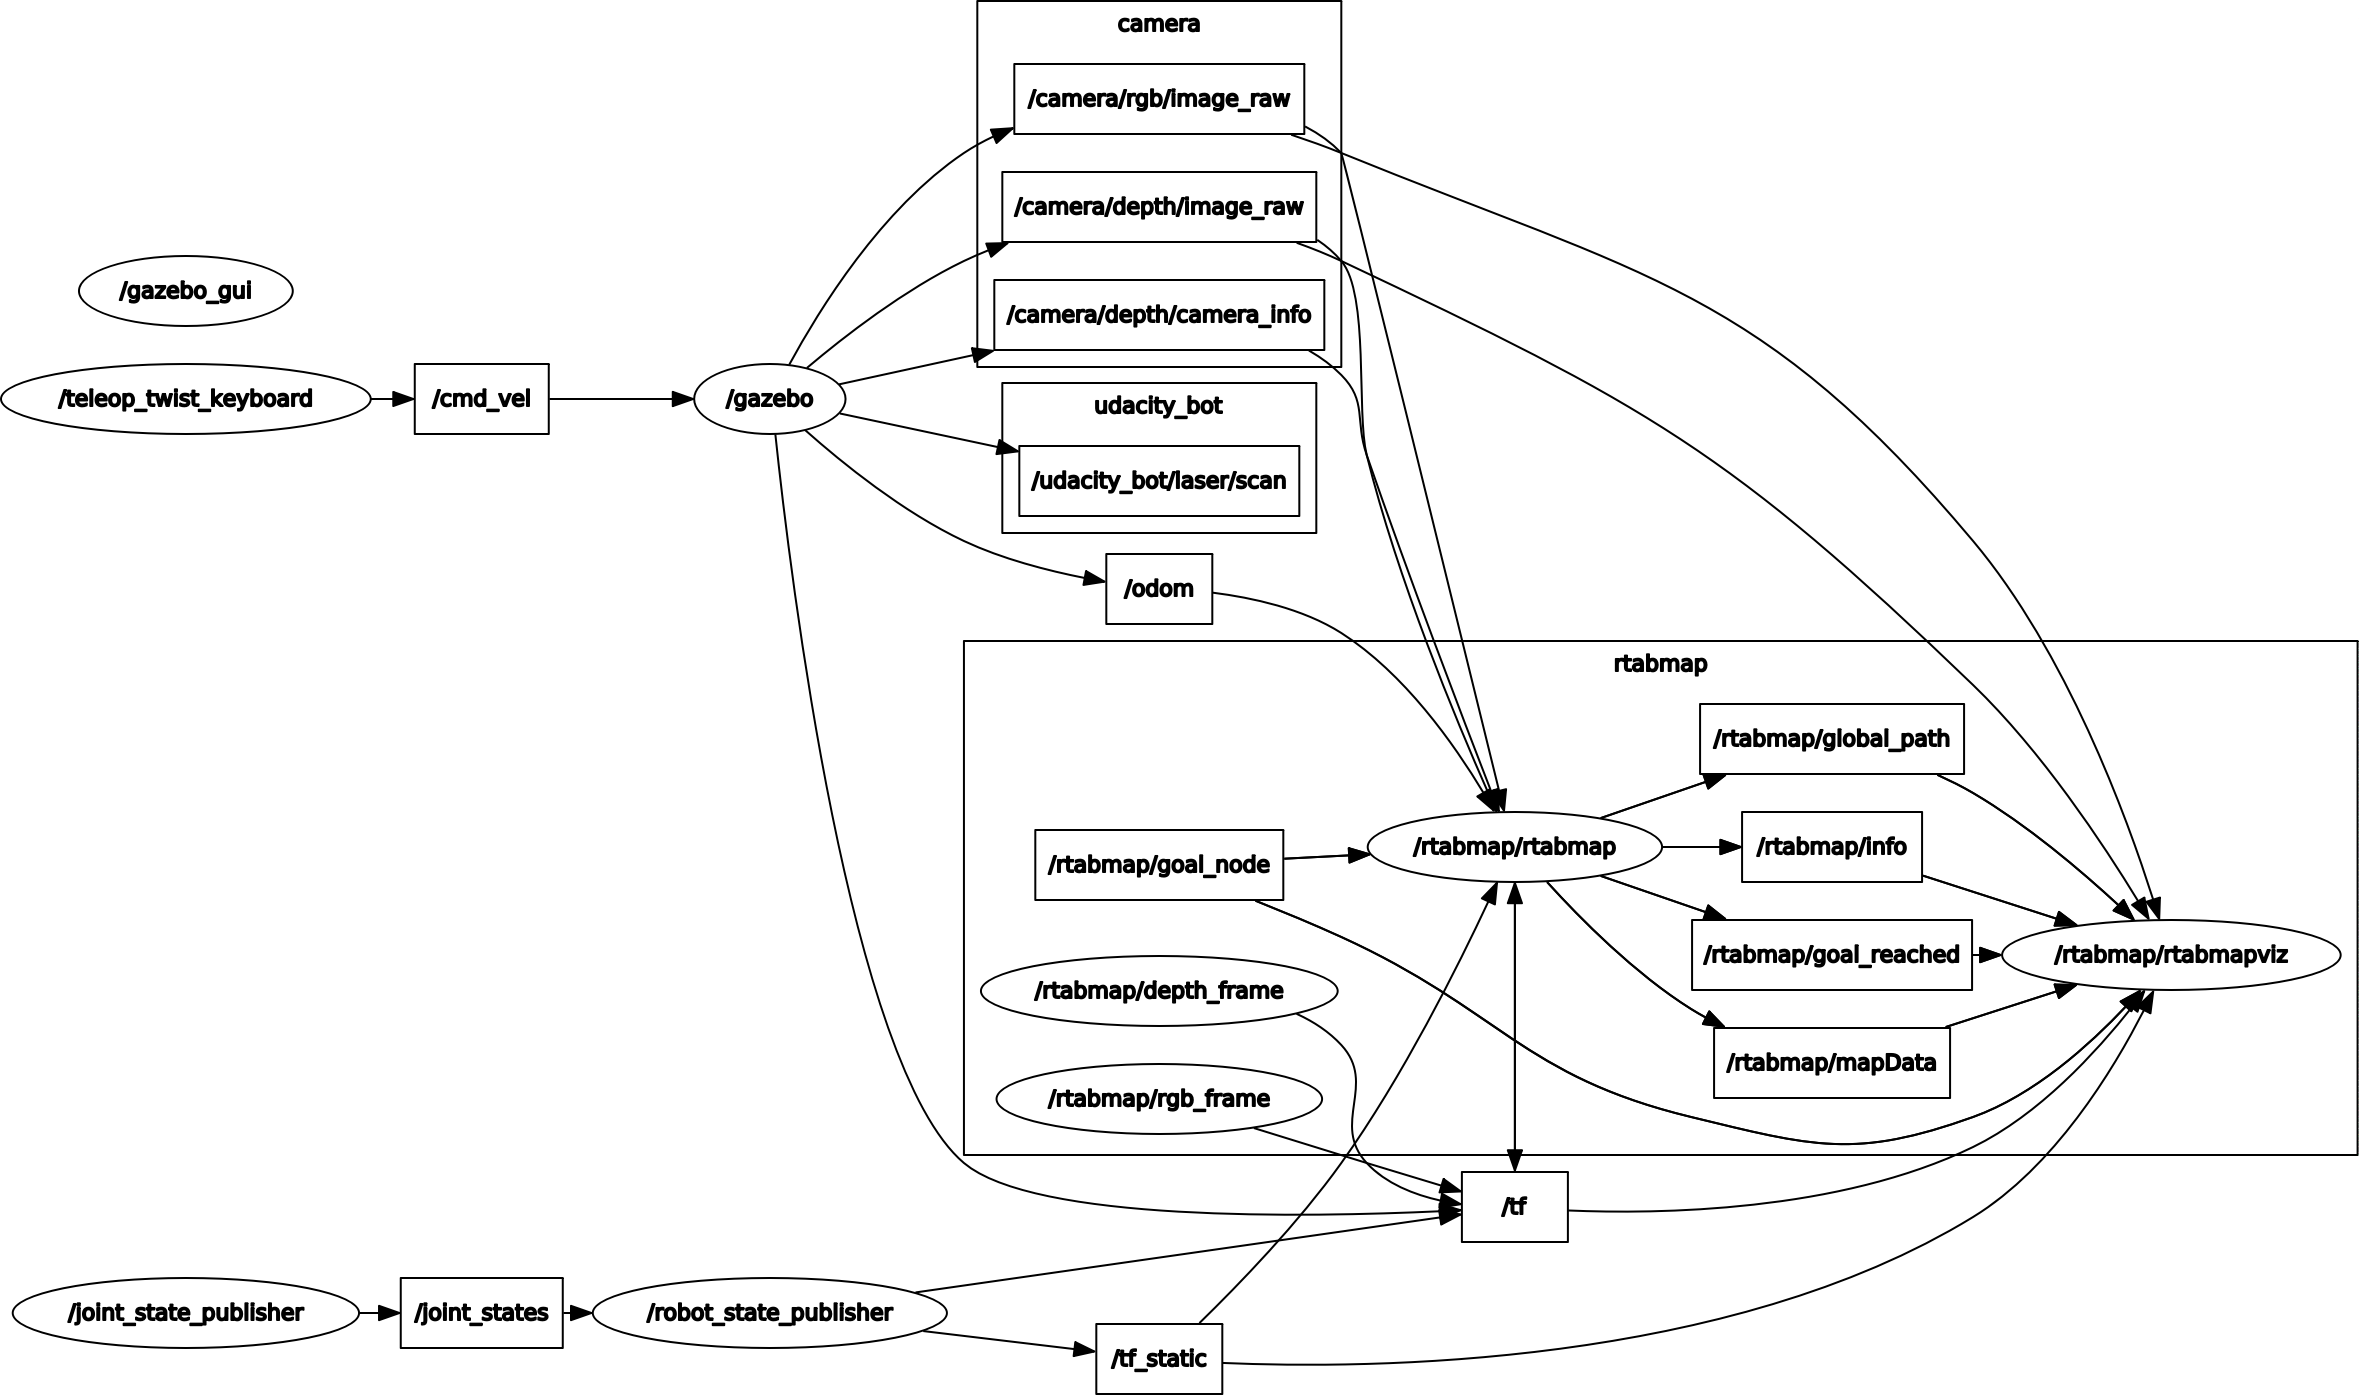 camera
/camera/rgb/image_raw
/camera/depth/image_raw
/gazebo_gui
/camera/depth/camera_info
/teleop_twist_keyboard
/cmd_vel
/gazebo
udacity_bot
/udacity_bot/laser/scan
/odom
rtabmap
/rtabmap/global_path
/rtabmap/goal_node
/rtabmap/rtabmap
/rtabmap/info
/rtabmap/goal_reached
/rtabmap/rtabmapviz
/rtabmap/depth_frame
/rtabmap/mapData
/rtabmap/rgb_frame
/tf
/joint_state_publisher
/joint_states
/robot_state_publisher
/tf_static